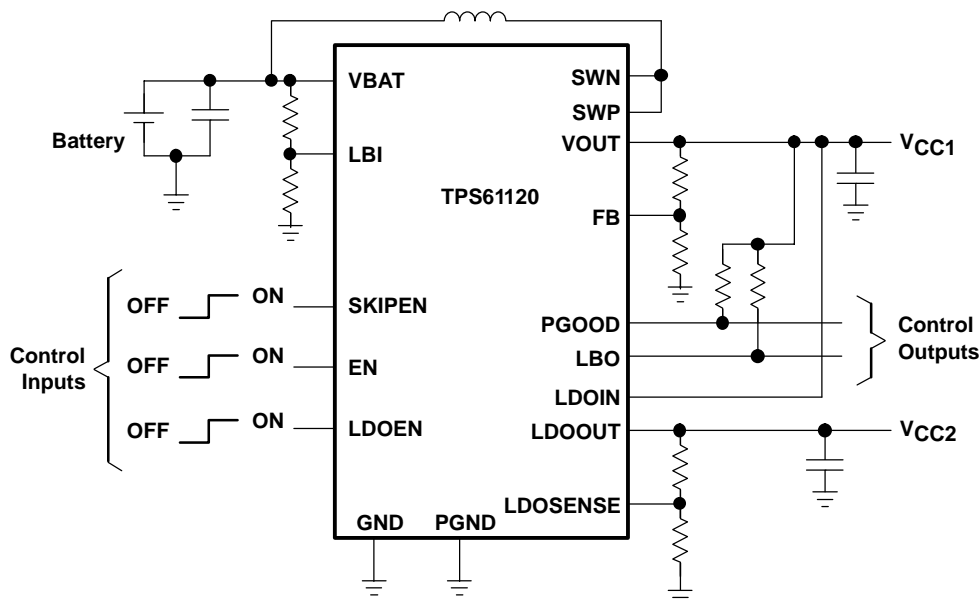 VBAT
SWN
SWP
Battery
LBI
VOUT
VCC1
TPS61120
FB
OFF
ON
SKIPEN
PGOOD
Control
Outputs
Control
Inputs
OFF
ON
EN
LBO
LDOIN
OFF
ON
LDOEN
LDOOUT
VCC2
LDOSENSE
GND
PGND